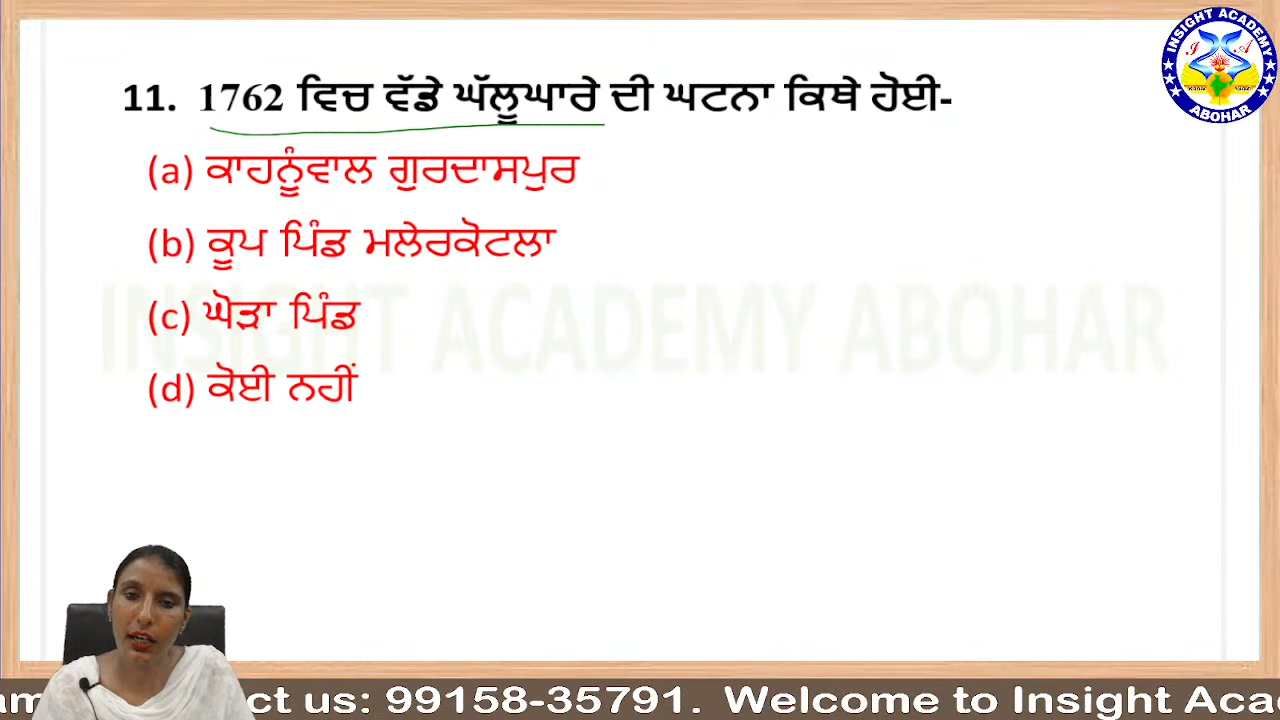 INSIGHT ACADEMY
I A
ABOHAR
11. 1762 ਵਿਚ ਵੱਡੇ ਘੱਲੂਘਾਰੇ ਦੀ ਘਟਨਾ ਕਿਥੇ ਹੋਈ-
(a) ਕਾਹਨੂੰਵਾਲ ਗੁਰਦਾਸਪੁਰ
(b) ਕੂਪ ਪਿੰਡ ਮਲੇਰਕੋਟਲਾ
(c) ਘੋੜਾ ਪਿੰਡ
(d) ਕੋਈ ਨਹੀਂ
INSIGHT ACADEMY ABOHAR
am ct us: 99158-35791. Welcome to Insight Aca